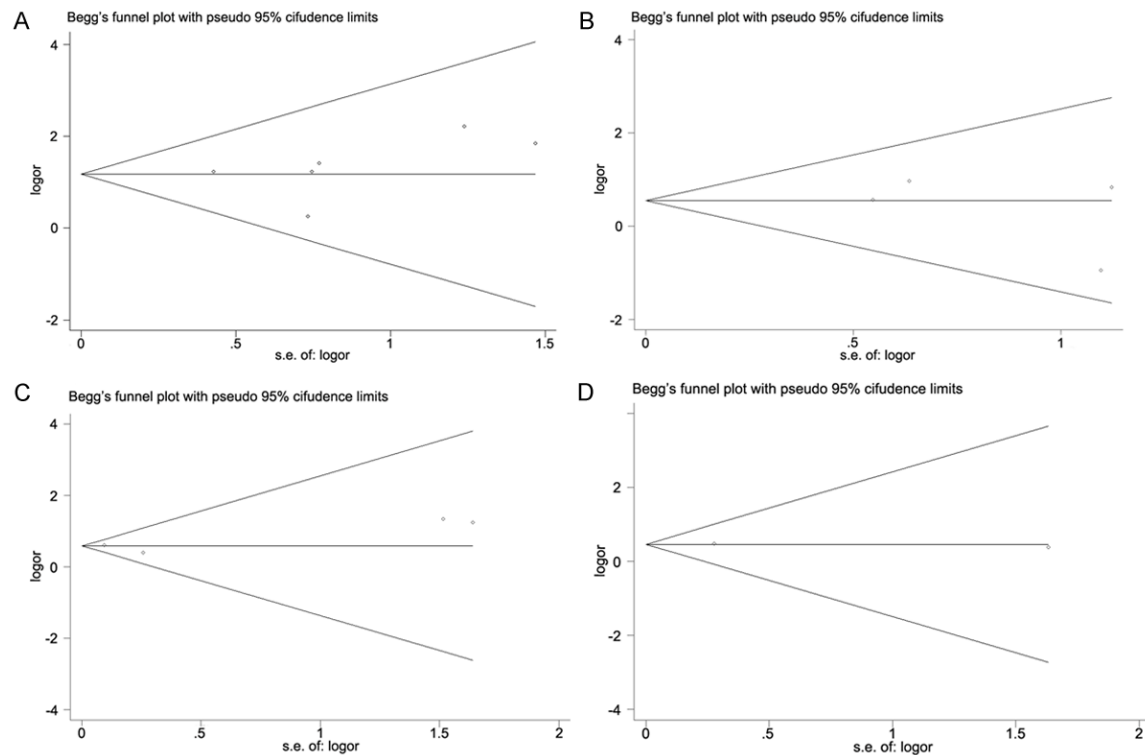 A
Begg's funnel plot with pseudo 95% cifudence limits
4
2
0
-2
logor
0 .5 1 1.5
s.e. of: logor
B
Begg's funnel plot with pseudo 95% cifudence limits
4
2
0
-2
logor
0 .5 1
s.e. of: logor
C
Begg's funnel plot with pseudo 95% cifudence limits
4
2
0
-2
-4
logor
0 .5 1 1.5 2
s.e. of: logor
D
Begg's funnel plot with pseudo 95% cifudence limits
2
0
-2
-4
logor
0 .5 1 1.5 2
s.e. of: logor